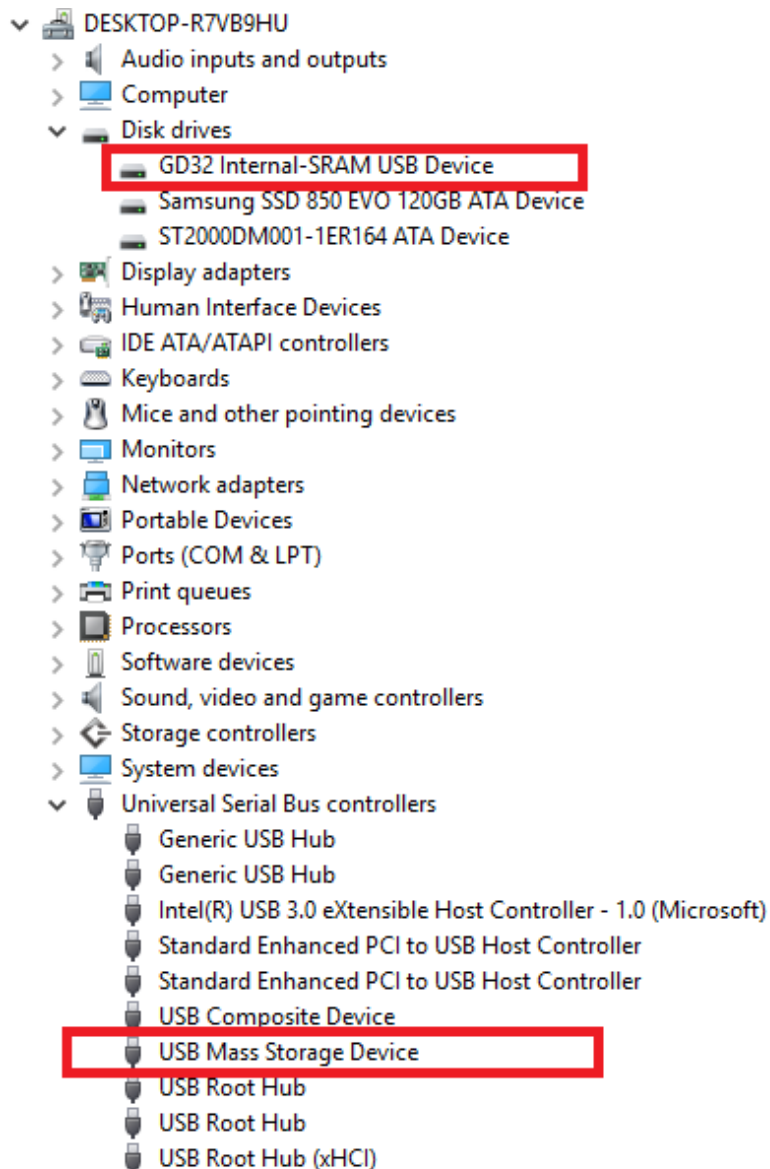 DESKTOP-R7VB9HU
Audio inputs and outputs
Computer
Disk drives
GD32 Internal-SRAM USB Device
Samsung SSD 850 EVO 120GB ATA Device
ST2000DM001-1ER164 ATA Device
Display adapters
Human Interface Devices
IDE ATA/ATAPI controllers
Keyboards
Mice and other pointing devices
Monitors
Network adapters
Portable Devices
Ports (COM & LPT)
Print queues
Processors
Software devices
Sound, video and game controllers
Storage controllers
System devices
Universal Serial Bus controllers
Generic USB Hub
Generic USB Hub
Intel(R) USB 3.0 eXtensible Host Controller - 1.0 (Microsoft)
Standard Enhanced PCI to USB Host Controller
Standard Enhanced PCI to USB Host Controller
USB Composite Device
USB Mass Storage Device
USB Root Hub
USB Root Hub
USB Root Hub (xHCI)